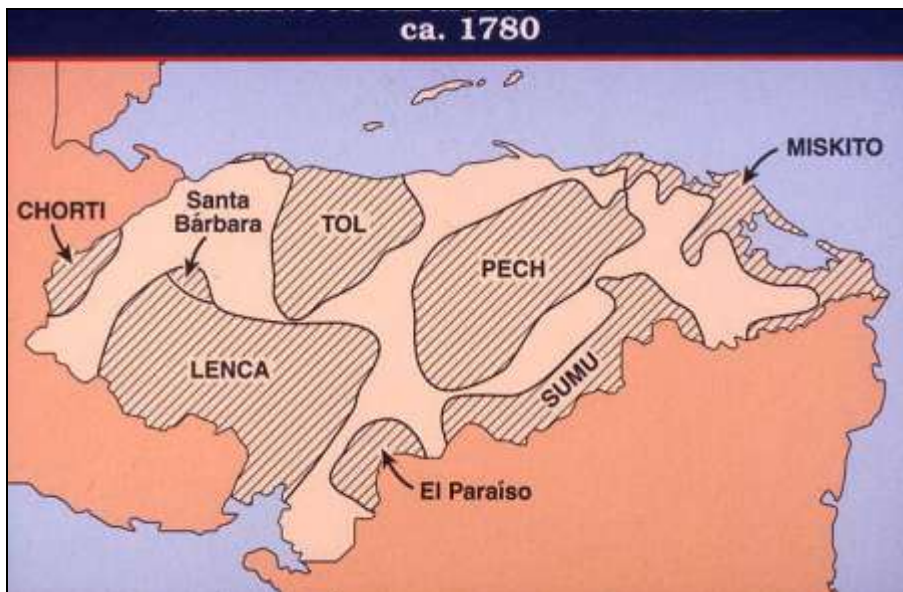 ca. 1780
MISKITO
CHORTI
Santa
Bárbara
TOL
PECH
LENCA
SUMU
El Paraíso